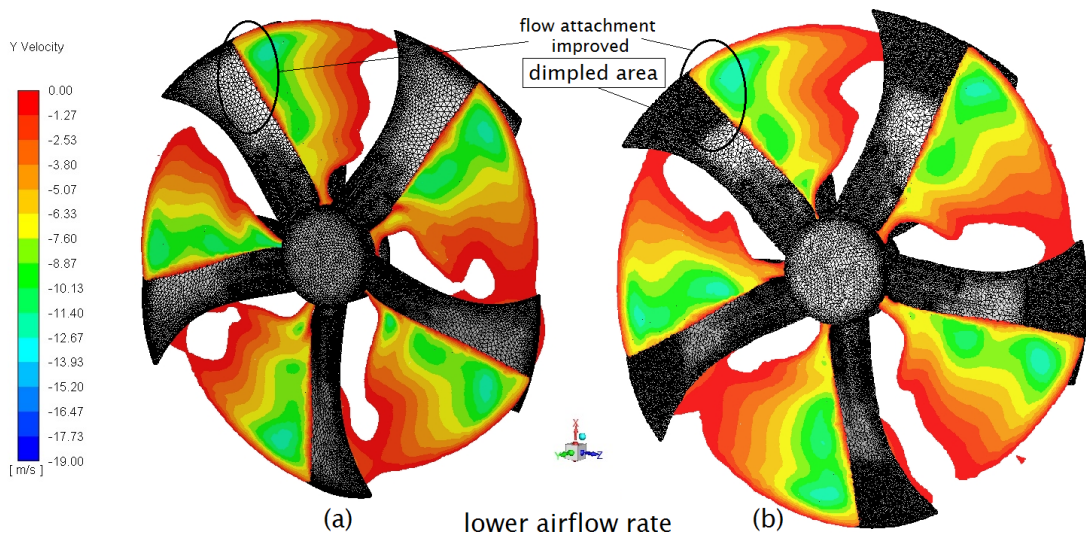 flow attachment
improved
dimpled area
Y Velocity
0.00
-1.27
-2.53
-3.80
-5.07
-6.33
-7.60
-8.87
-10.13
-11.40
-12.67
-13.93
-15.20
-16.47
-17.73
-19.00
[ m/s ]
X
Y
Z
(a)
lower airflow rate
(b)